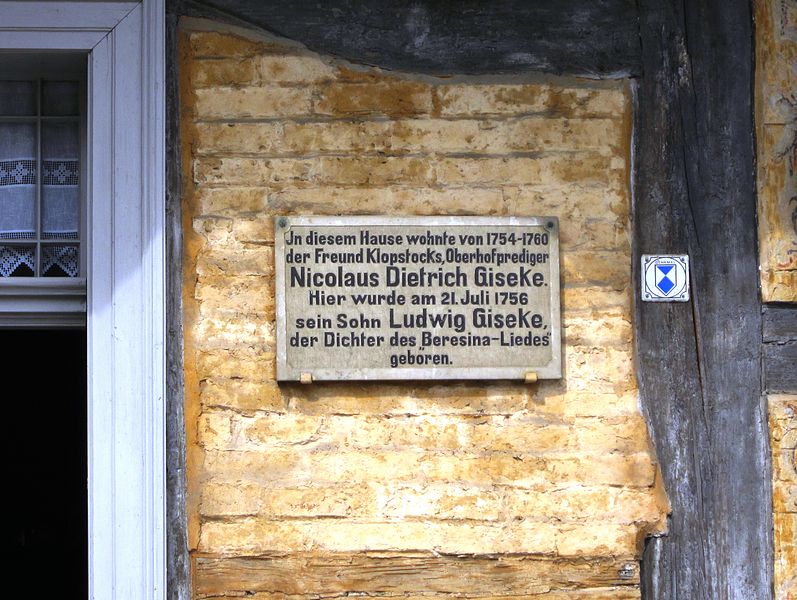 Jn diesem Hause wohnte von 1754-1760
der Freund Klopstocks, Oberhofprediger
Nicolaus Dietrich Giseke.
Hier wurde am 21. Juli 1756
sein Sohn Ludwig Giseke,
der Dichter des "Beresina-Liedes"
geboren.